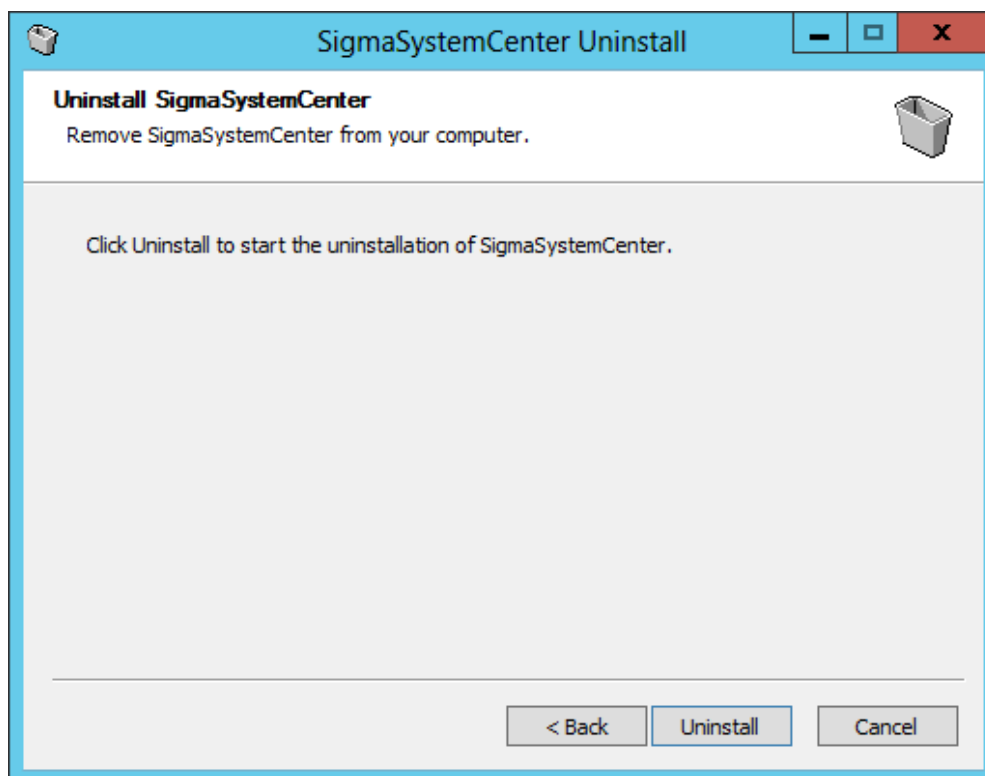 SigmaSystemCenter Uninstall
Uninstall SigmaSystemCenter
Remove SigmaSystemCenter from your computer.
Click Uninstall to start the uninstallation of SigmaSystemCenter.
< Back Uninstall Cancel